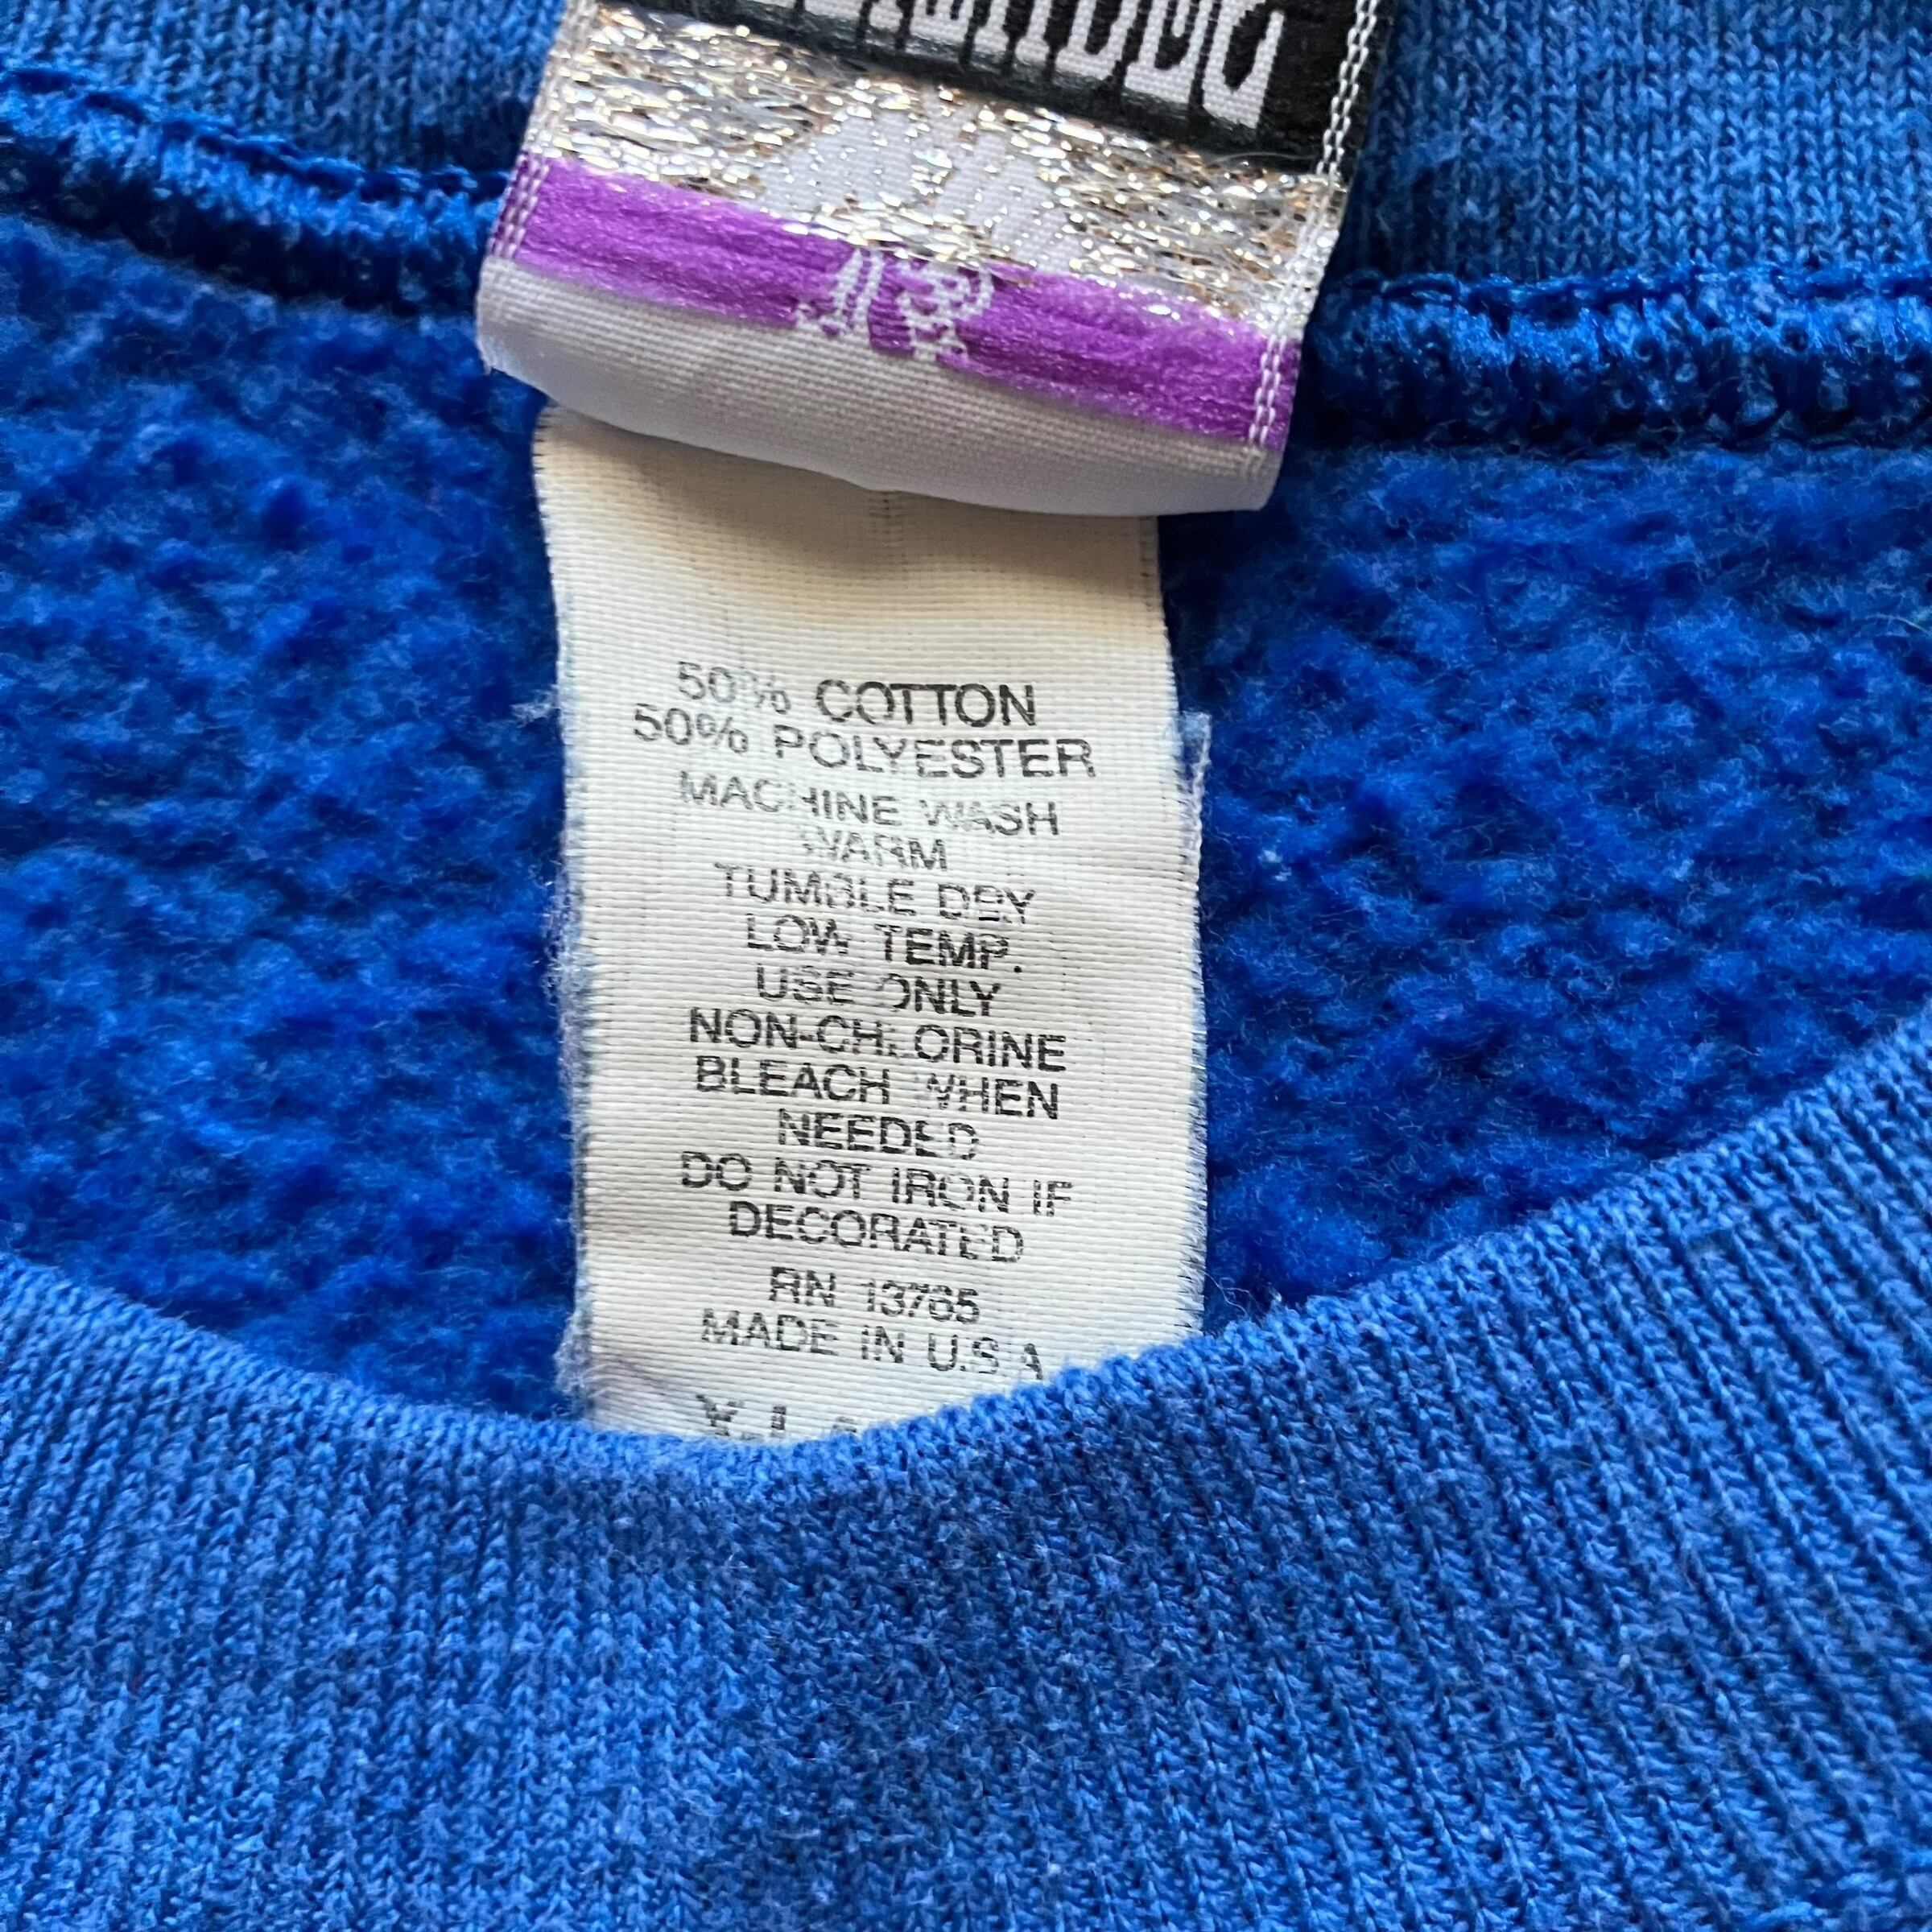 50% COTTON
50% POLYESTER
MACHINE WASH
WARM
TUMBLE DRY
LOW TEMP.
USE ONLY
NON-CHLORINE
BLEACH WHEN
NEEDED
DO NOT IRON IF
DECORATED
RN 13765
MADE IN U.S.A